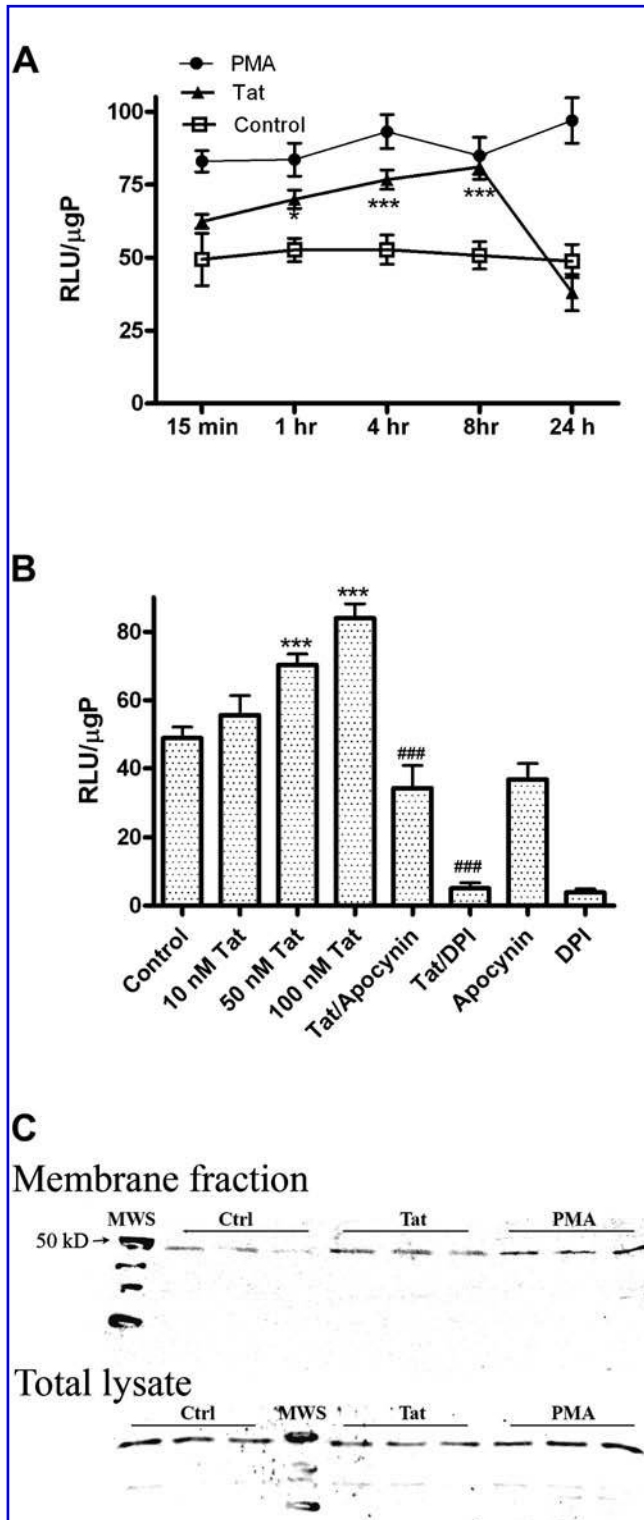 A
PMA
Tat
Control
100
75
50
25
0
RLU/µgP
*
***
***
15 min 1 hr 4 hr 8hr 24 h
B
80
60
40
20
0
RLU/µgP
***
***
###
###
Control
10 nM Tat
50 nM Tat
100 nM Tat
Tat/Apocynin
Tat/DPI
Apocynin
DPI
C
Membrane fraction
MWS Ctrl Tat PMA
50 kD →
Total lysate
Ctrl MWS Tat PMA